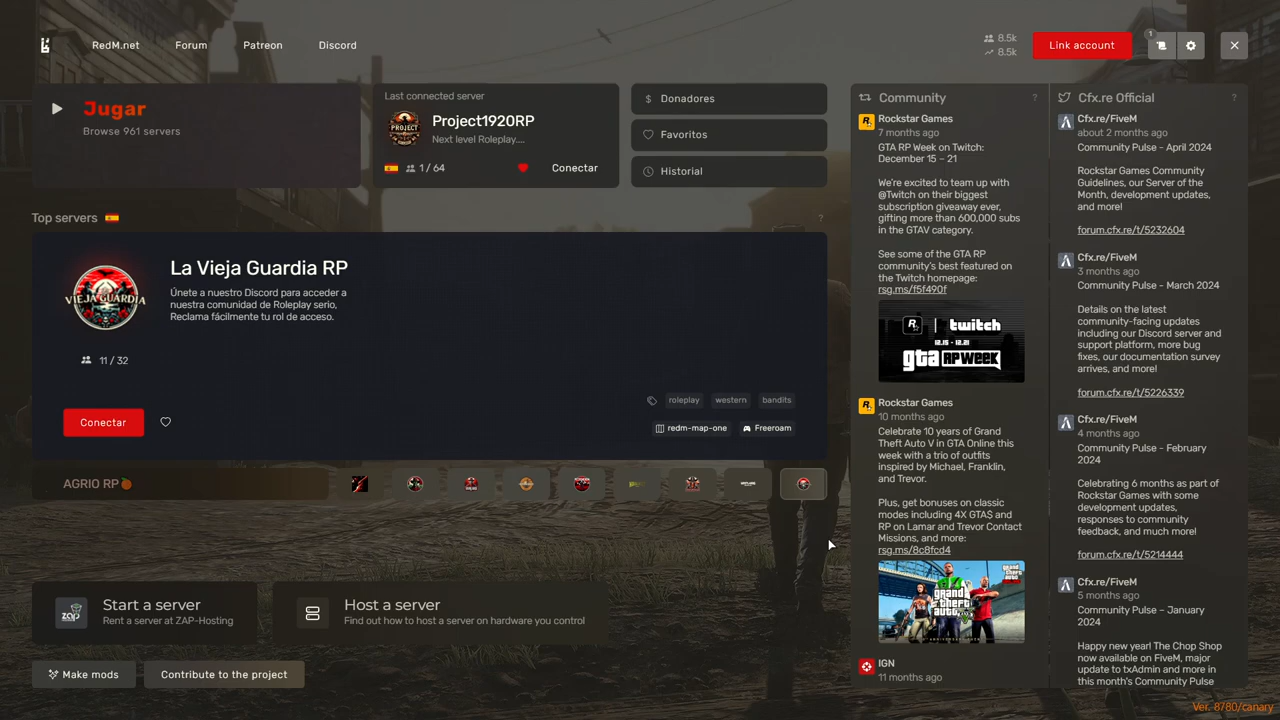 RedM.net
Forum
Patreon
Discord
8.5k
8.5k
Link account
1
Jugar
Browse 961 servers
Last connected server
PROJECT
Project1920RP
Next level Roleplay....
1 / 64
Conectar
$ Donadores
Favoritos
Historial
Top servers
?
VIEJA GUARDIA
La Vieja Guardia RP
Únete a nuestro Discord para acceder a
nuestra comunidad de Roleplay serio,
Reclama fácilmente tu rol de acceso.
11 / 32
Conectar
roleplay
western
bandits
redm-map-one
Freeroam
AGRIO RP
zap
Start a server
Rent a server at ZAP-Hosting
Host a server
Find out how to host a server on hardware you control
Make mods
Contribute to the project
Community
?
Rockstar Games
7 months ago
GTA RP Week on Twitch:
December 15 – 21
We're excited to team up with
@Twitch on their biggest
subscription giveaway ever,
gifting more than 600,000 subs
in the GTAV category.
See some of the GTA RP
community's best featured on
the Twitch homepage:
rsg.ms/f5f490f
R★ | twitch
12.15 - 12.21
gta RP WEEK
Rockstar Games
10 months ago
Celebrate 10 years of Grand
Theft Auto V in GTA Online this
week with a trio of outfits
inspired by Michael, Franklin,
and Trevor.
Plus, get bonuses on classic
modes including 4X GTA$ and
RP on Lamar and Trevor Contact
Missions, and more:
rsg.ms/8c8fcd4
grand
theft
auto
V
IGN
11 months ago
Cfx.re Official
?
Cfx.re/FiveM
about 2 months ago
Community Pulse - April 2024
Rockstar Games Community
Guidelines, our Server of the
Month, development updates,
and more!
forum.cfx.re/t/5232604
Cfx.re/FiveM
3 months ago
Community Pulse - March 2024
Details on the latest
community-facing updates
including our Discord server and
support platform, more bug
fixes, our documentation survey
arrives, and more!
forum.cfx.re/t/5226339
Cfx.re/FiveM
4 months ago
Community Pulse - February
2024
Celebrating 6 months as part of
Rockstar Games with some
development updates,
responses to community
feedback, and much more!
forum.cfx.re/t/5214444
Cfx.re/FiveM
5 months ago
Community Pulse – January
2024
Happy new year! The Chop Shop
now available on FiveM, major
update to txAdmin and more in
this month's Community Pulse
Ver. 8780/canary